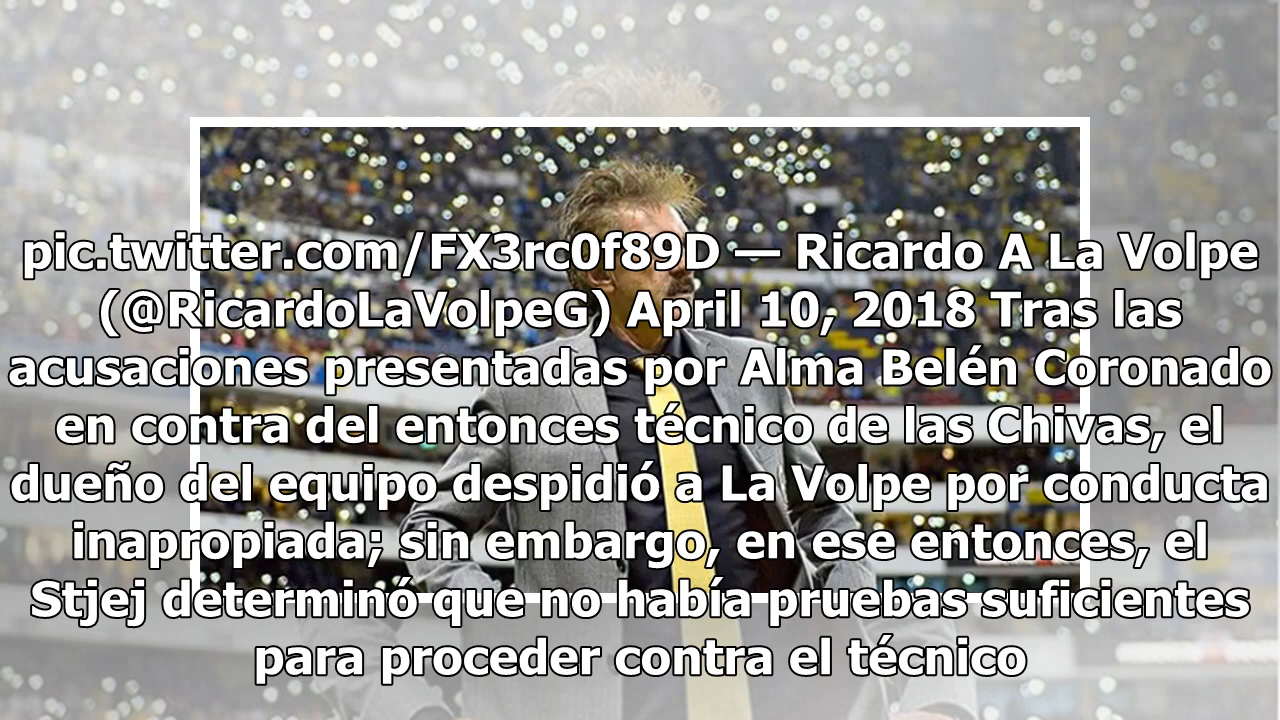 pic.twitter.com/FX3rc0f89D — Ricardo A La Volpe
(@RicardoLaVolpeG) April 10, 2018 Tras las
acusaciones presentadas por Alma Belén Coronado
en contra del entonces técnico de las Chivas, el
dueño del equipo despidió a La Volpe por conducta
inapropiada; sin embargo, en ese entonces, el
Stjej determinó que no había pruebas suficientes
para proceder contra el técnico